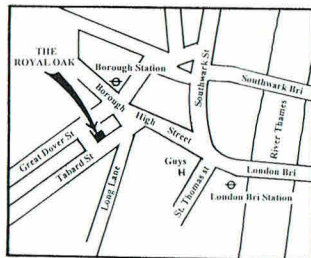 THE
ROYAL OAK
Borough Station
Southwark St
Southwark Bri
Borough High Street
River Thames
Great Dover St
Tabard St
Long Lane
Guys
H
St. Thomas st
London Bri
London Bri Station